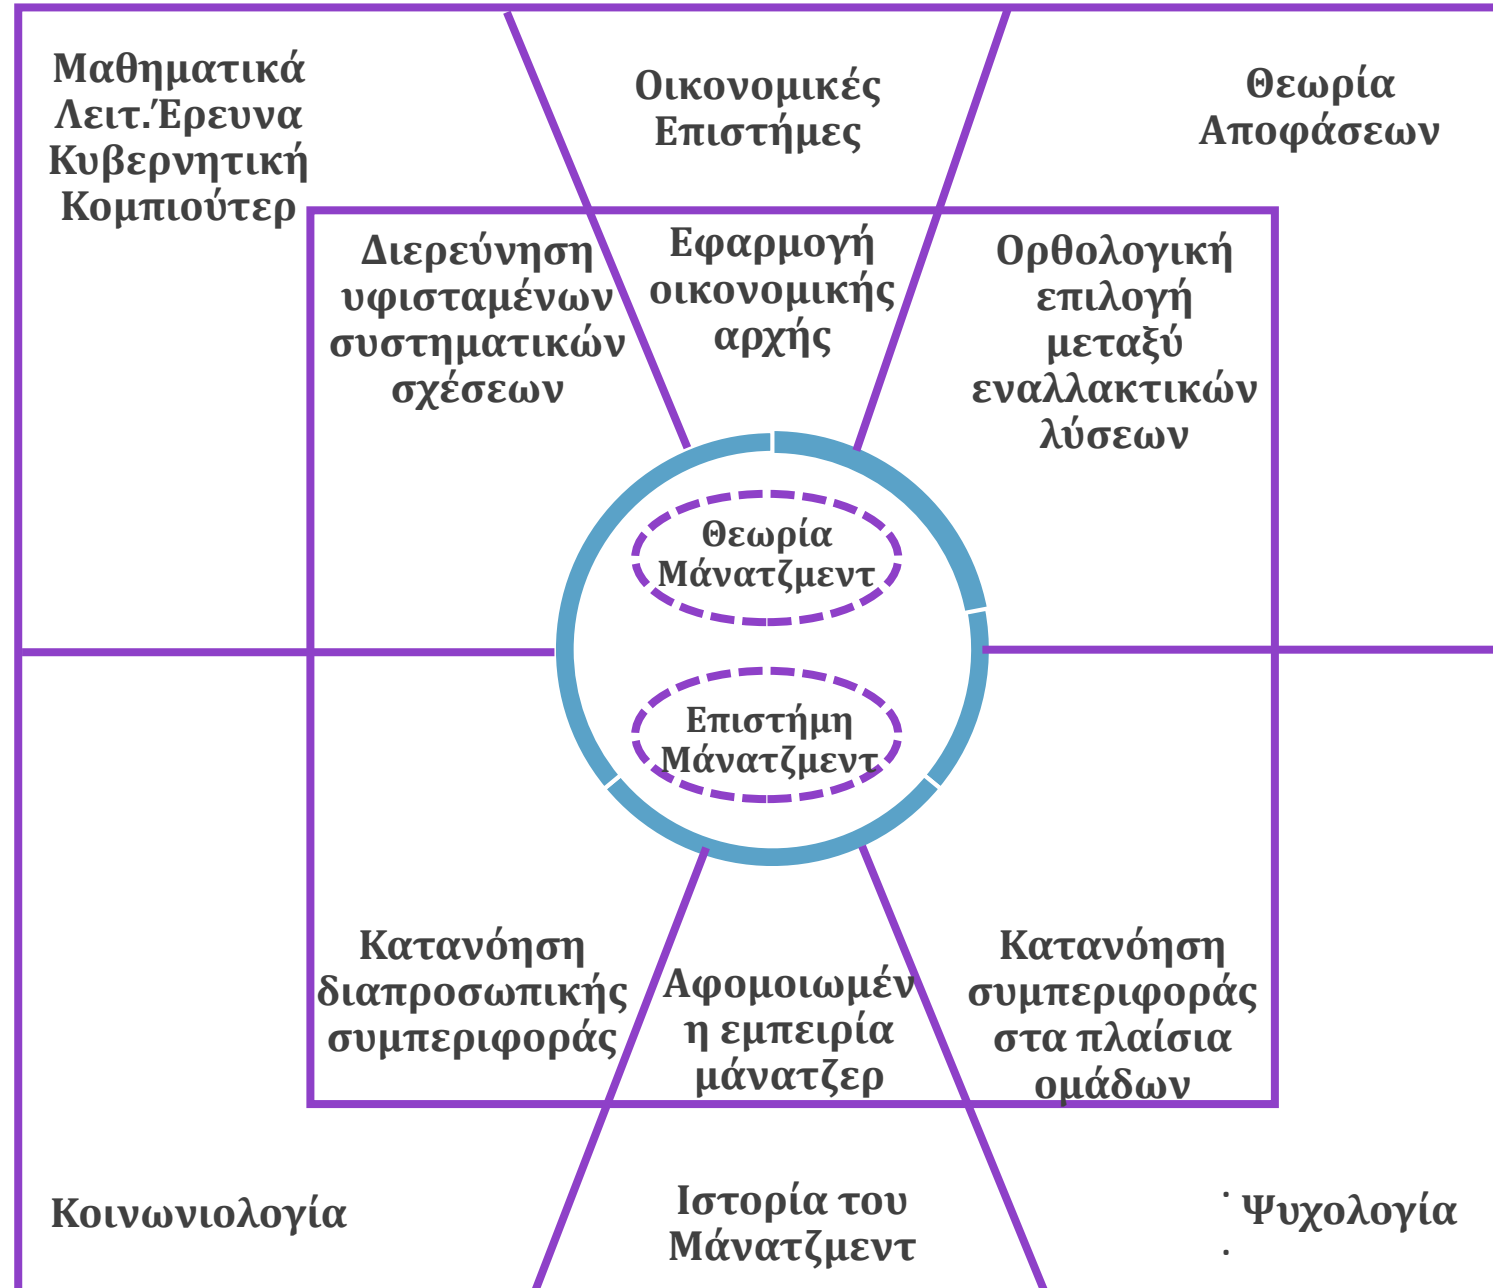 Μαθηματικά
Λειτ.Έρευνα
Κυβερνητική
Κομπιούτερ
Οικονομικές
Επιστήμες
Θεωρία
Αποφάσεων
Διερεύνηση
υφισταμένων
συστηματικών
σχέσεων
Εφαρμογή
οικονομικής
αρχής
Ορθολογική
επιλογή
μεταξύ
εναλλακτικών
λύσεων
Θεωρία
Μάνατζμεντ
Επιστήμη
Μάνατζμεντ
Κατανόηση
διαπροσωπικής
συμπεριφοράς
Αφομοιωμέν
η εμπειρία
μάνατζερ
Κατανόηση
συμπεριφοράς
στα πλαίσια
ομάδων
Κοινωνιολογία
Ιστορία του
Μάνατζμεντ
Ψυχολογία